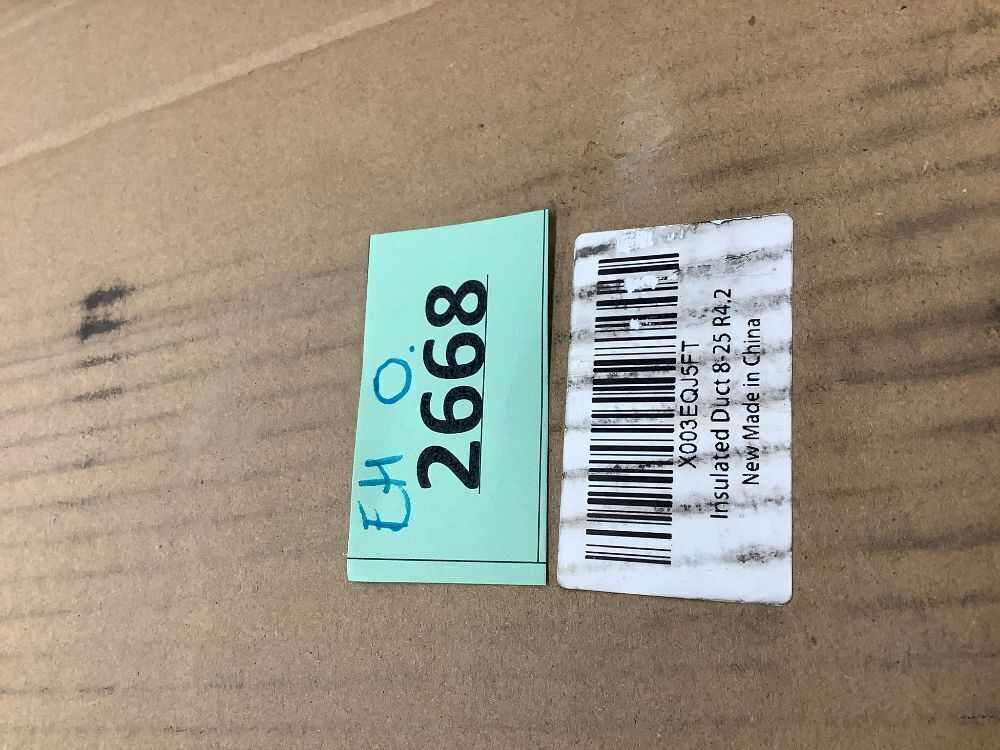 EH O.
2668
X003EQJ5FT
Insulated Duct 8-25 R4.2
New Made in China